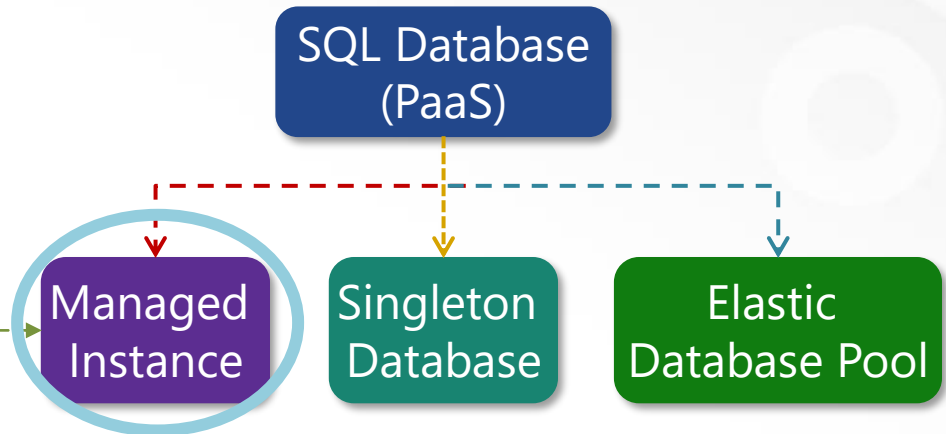 SQL Database
(PaaS)
Managed
Instance
Singleton
Database
Elastic
Database Pool